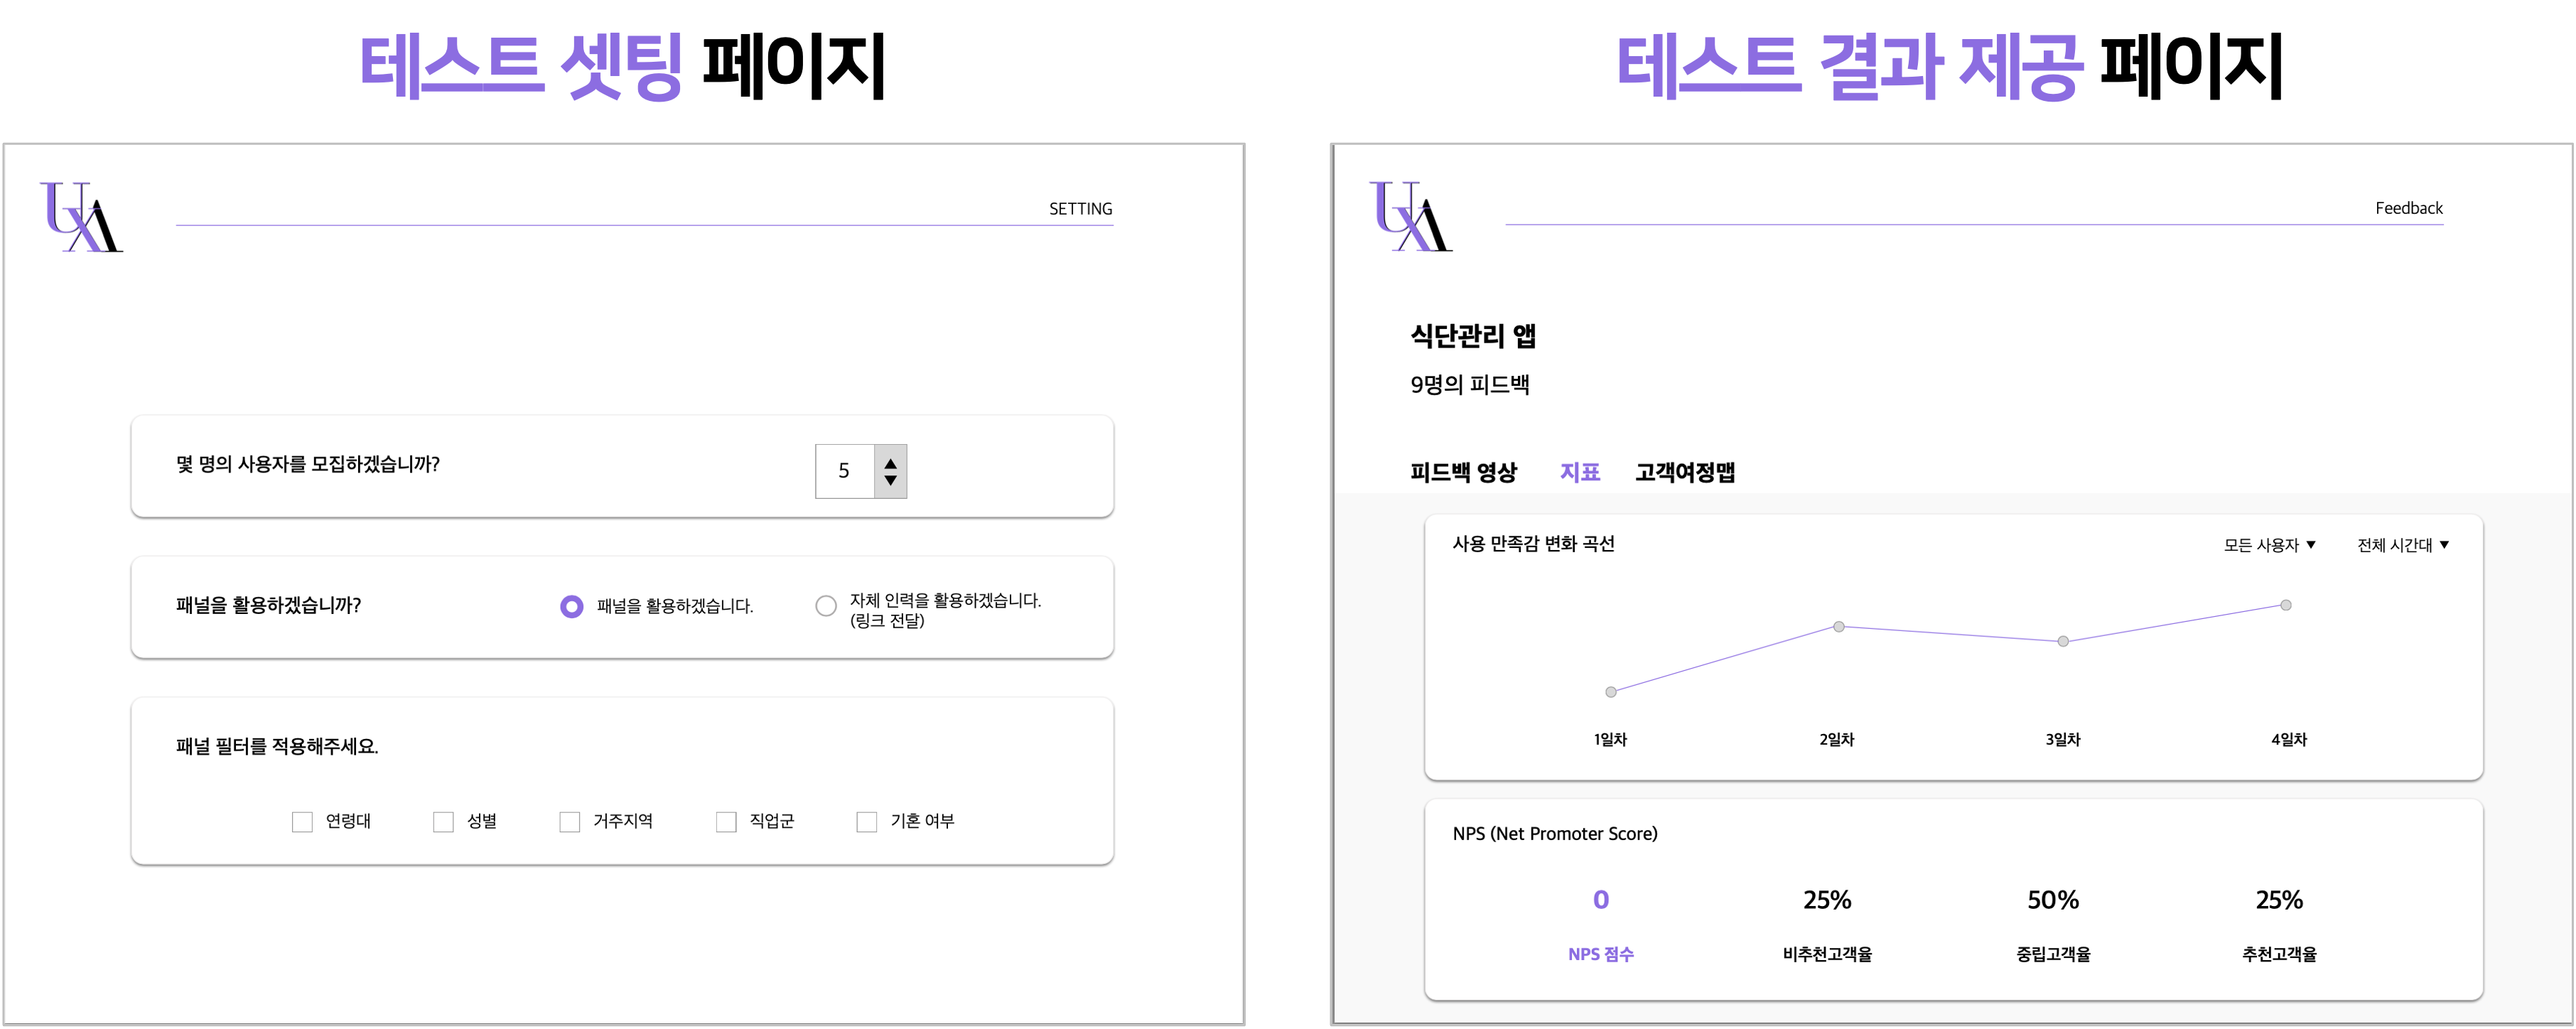 테스트 셋팅 페이지
UXA
SETTING
몇 명의 사용자를 모집하겠습니까?
5
패널을 활용하겠습니까?
패널을 활용하겠습니다.
자체 인력을 활용하겠습니다.
(링크 전달)
패널 필터를 적용해주세요.
연령대 성별 거주지역 직업군 기혼 여부
테스트 결과 제공 페이지
UXA
Feedback
식단관리 앱
9명의 피드백
피드백 영상 지표 고객여정맵
사용 만족감 변화 곡선
모든 사용자 ▼ 전체 시간대 ▼
1일차 2일차 3일차 4일차
NPS (Net Promoter Score)
0 25% 50% 25%
NPS 점수 비추천고객율 중립고객율 추천고객율